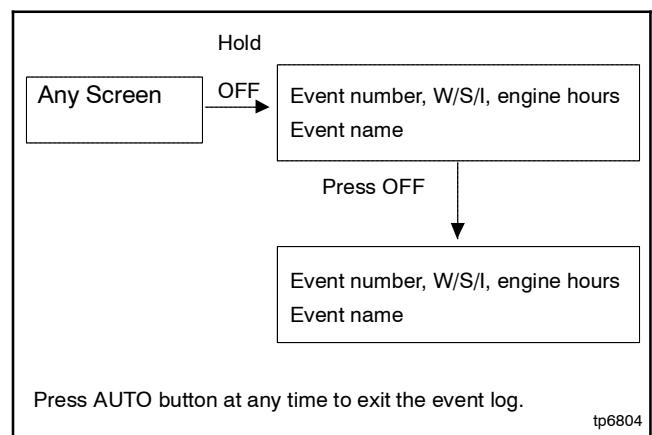 Hold
Any Screen
OFF
Event number, W/S/I, engine hours
Event name
Press OFF
Event number, W/S/I, engine hours
Event name
Press AUTO button at any time to exit the event log.
tp6804